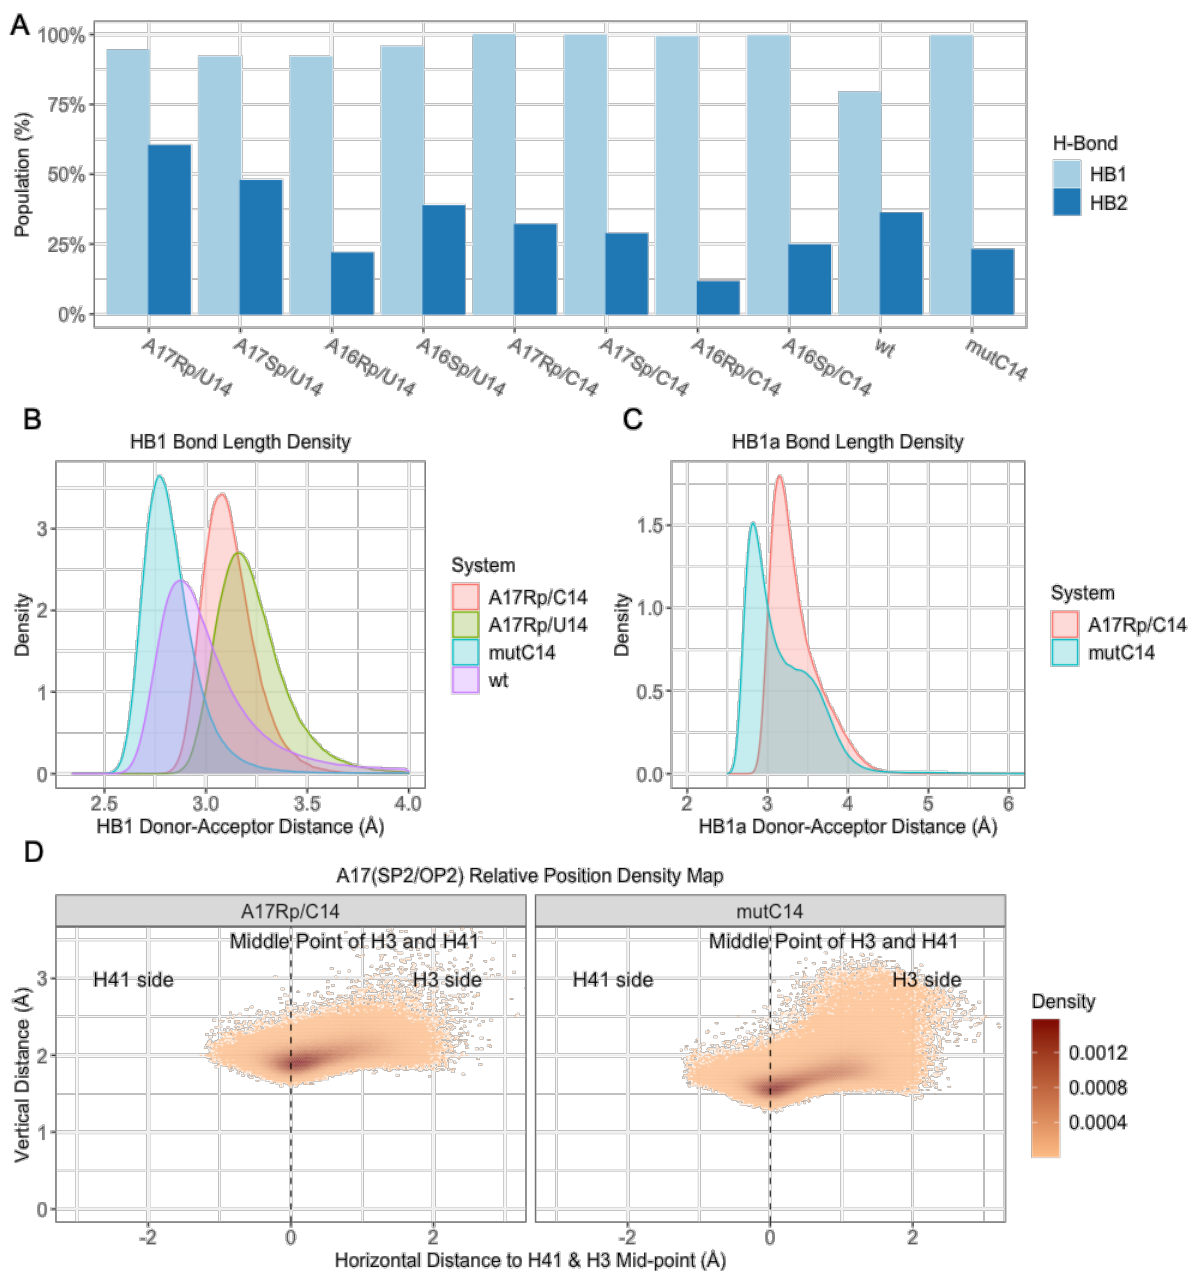 A
100%
75%
50%
25%
0%
Population (%)
A17Rp/U14
A17Sp/U14
A16Rp/U14
A16Sp/U14
A17Rp/C14
A17Sp/C14
A16Rp/C14
A16Sp/C14
wt
mutC14
H-Bond
HB1
HB2
B
HB1 Bond Length Density
3
2
1
0
Density
2.5 3.0 3.5 4.0
HB1 Donor-Acceptor Distance (Å)
System
A17Rp/C14
A17Rp/U14
mutC14
wt
C
HB1a Bond Length Density
1.5
1.0
0.5
0.0
Density
2 3 4 5 6
HB1a Donor-Acceptor Distance (Å)
System
A17Rp/C14
mutC14
D
A17(SP2/OP2) Relative Position Density Map
A17Rp/C14
Middle Point of H3 and H41
H41 side
H3 side
mutC14
Middle Point of H3 and H41
H41 side
H3 side
3
2
1
0
Vertical Distance (Å)
-2 0 2
-2 0 2
Horizontal Distance to H41 & H3 Mid-point (Å)
Density
0.0012
0.0008
0.0004